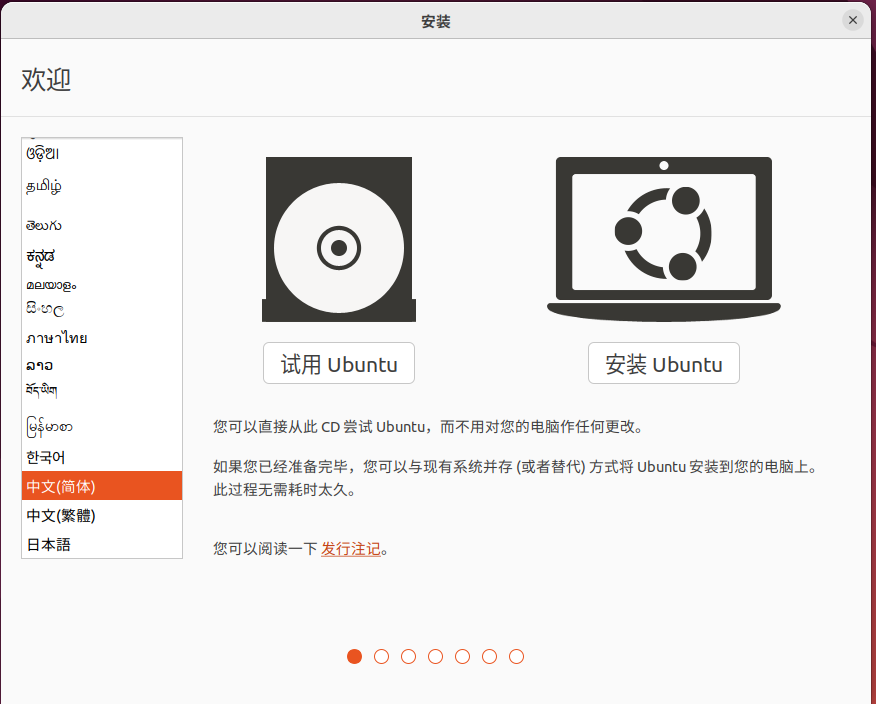 安装
欢迎
ଓଡ଼ିଆ
தமிழ்
తెలుగు
ಕನ್ನಡ
മലയാളം
සිංහල
ภาษาไทย
ລາວ
བོད་ཡིག
မြန်မာစာ
한국어
中文(简体)
中文(繁體)
日本語
试用 Ubuntu
安装 Ubuntu
您可以直接从此 CD 尝试 Ubuntu，而不用对您的电脑作任何更改。
如果您已经准备完毕，您可以与现有系统并存 (或者替代) 方式将 Ubuntu 安装到您的电脑上。
此过程无需耗时太久。
您可以阅读一下 发行注记。